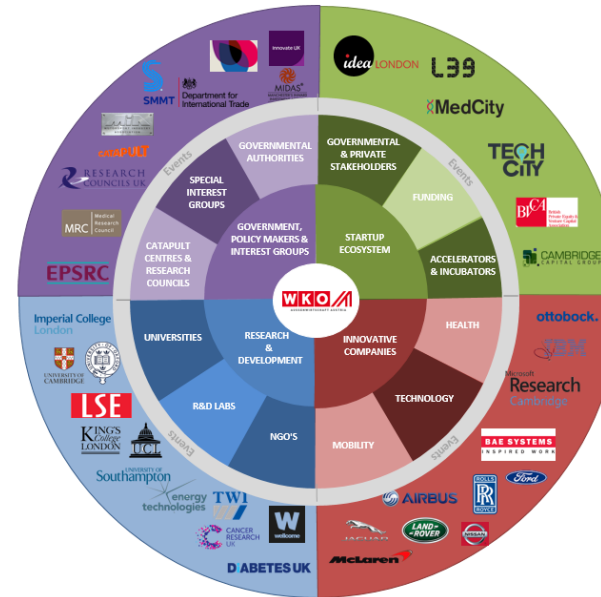 Innovate UK
SMMT
Department for
International Trade
MIDAS
CATAPULT
RESEARCH
COUNCILS UK
MRC
Medical
Research
Council
EPSRC
idea LONDON
L39
MedCity
TECH
CITY
BVCA
British
Private Equity &
Venture Capital
Association
CAMBRIDGE
CAPITAL GROUP
Events
Events
Events
Events
SPECIAL
INTEREST
GROUPS
GOVERNMENTAL
AUTHORITIES
GOVERNMENTAL
& PRIVATE
STAKEHOLDERS
FUNDING
CATAPULT
CENTRES &
RESEARCH
COUNCILS
GOVERNMENT,
POLICY MAKERS &
INTEREST GROUPS
STARTUP
ECOSYSTEM
ACCELERATORS
& INCUBATORS
WKO
AUSSENWIRTSCHAFT AUSTRIA
UNIVERSITIES
RESEARCH
&
DEVELOPMENT
INNOVATIVE
COMPANIES
HEALTH
R&D LABS
TECHNOLOGY
NGO'S
MOBILITY
Imperial College
London
UNIVERSITY OF
CAMBRIDGE
LSE
KING'S
College
LONDON
UCL
UNIVERSITY OF
Southampton
energy
technologies
TWI
CANCER
RESEARCH
UK
W
wellcome
DIABETES UK
ottobock.
IBM
Microsoft
Research
Cambridge
BAE SYSTEMS
INSPIRED WORK
AIRBUS
ROLLS
RR
ROYCE
Ford
JAGUAR
LAND-
ROVER
NISSAN
McLaren